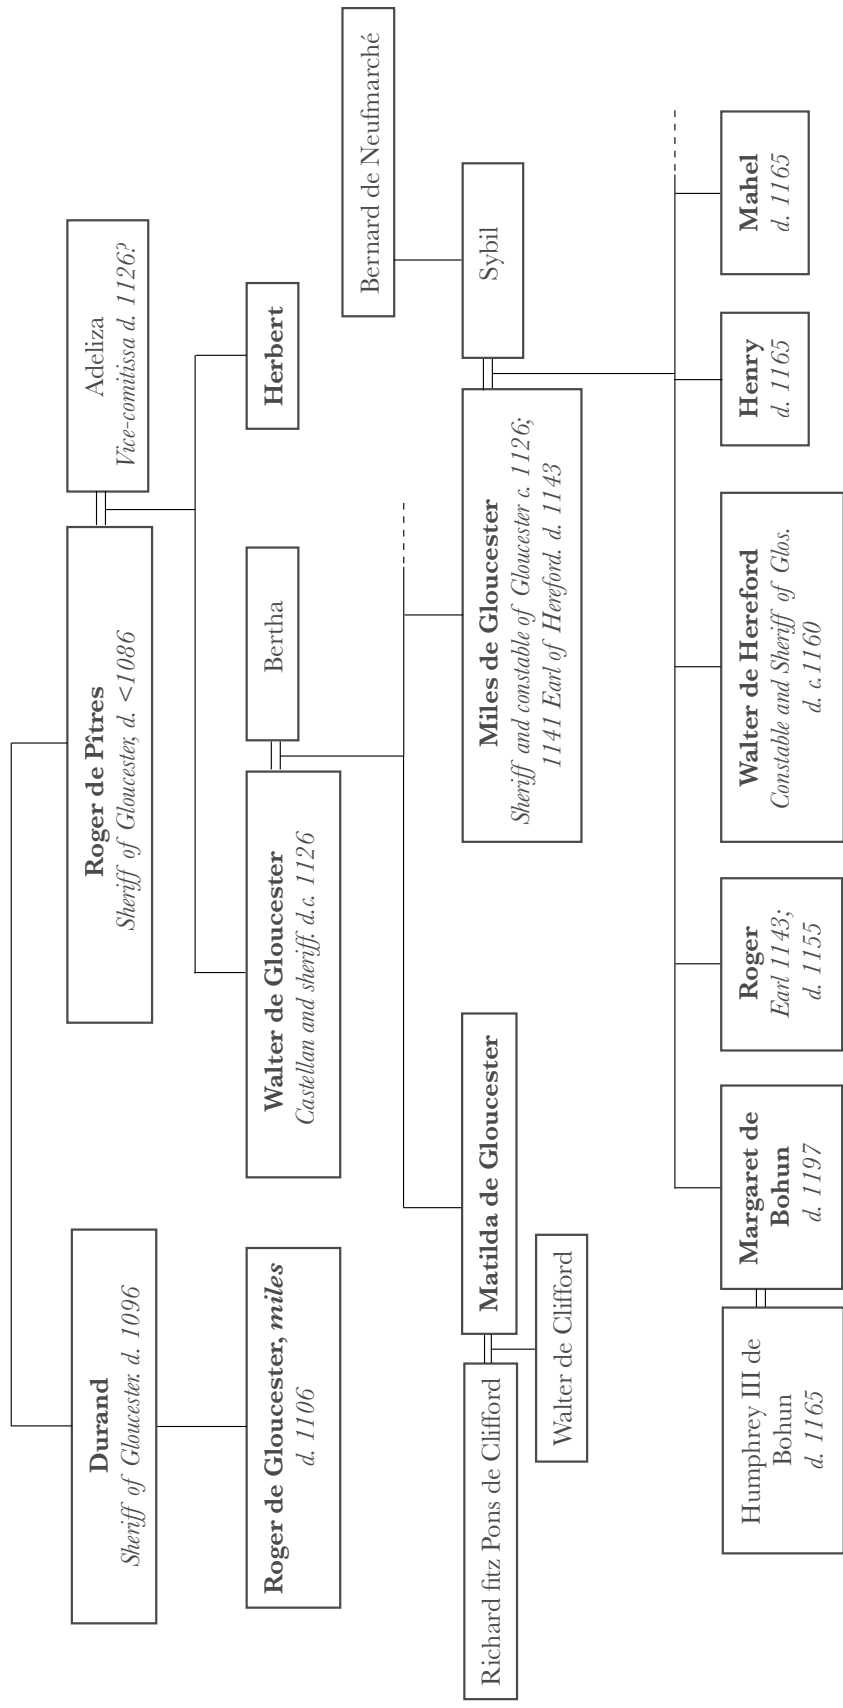 Durand
Sheriff of Gloucester. d. 1096
Roger de Pîtres
Sheriff of Gloucester, d. <1086
Adeliza
Vice-comitissa d. 1126?
Roger de Gloucester, miles
d. 1106
Walter de Gloucester
Castellan and sheriff. d.c. 1126
Bertha
Herbert
Bernard de Neufmarché
Richard fitz Pons de Clifford
Matilda de Gloucester
Miles de Gloucester
Sheriff and constable of Gloucester c. 1126;
1141 Earl of Hereford. d. 1143
Sybil
Walter de Clifford
Humphrey III de
Bohun
d. 1165
Margaret de
Bohun
d. 1197
Roger
Earl 1143;
d. 1155
Walter de Hereford
Constable and Sheriff of Glos.
d. c.1160
Henry
d. 1165
Mahel
d. 1165